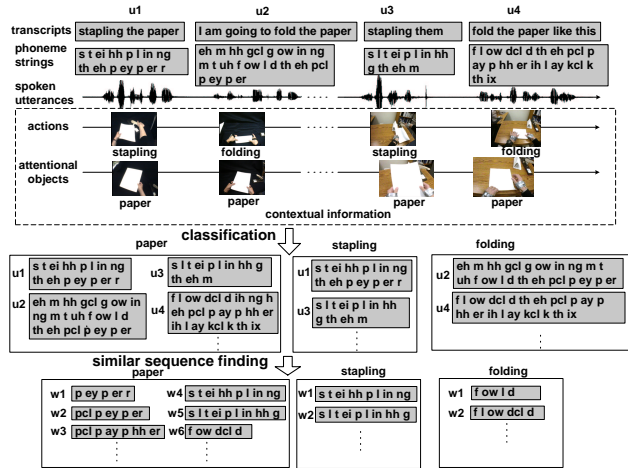 u1 u2 u3 u4
transcripts stapling the paper I am going to fold the paper stapling them fold the paper like this
phoneme strings
s t ei hh p l in ng
th eh p ey p er r
eh m hh gcl g ow in ng
m t uh f ow l d th eh pcl
p ey p er
s l t ei p l in hh
g th eh m
f l ow dcl d th eh pcl p
ay p hh er ih l ay kcl k
th ix
spoken
utterances
actions
stapling folding stapling folding
attentional
objects
paper paper paper paper
contextual information
classification
paper stapling folding
u1 s t ei hh p l in ng
th eh p ey p er r
u3 s l t ei p l in hh g
th eh m
u2 eh m hh gcl g ow in
ng m t uh f ow l d
th eh pcl p ey p er
u4 f l ow dcl d ih ng h
eh pcl p ay p hh er
ih l ay kcl k th ix
u1 s t ei hh p l in ng
th eh p ey p er r
u3 s l t ei p l in hh
g th eh m
u2 eh m hh gcl g ow in ng m t
uh f ow l d th eh pcl p ey p er
u4 f l ow dcl d th eh pcl p ay p
hh er ih l ay kcl k th ix
similar sequence finding
paper stapling folding
w1 p ey p er r
w2 pcl p ey p er
w3 pcl p ay p hh er
w4 s t ei hh p l in ng
w5 s l t ei p l in hh g
w6 f ow dcl d
w1 s t ei hh p l in ng
w2 s l t ei p l in hh g
w1 f ow l d
w2 f l ow dcl d